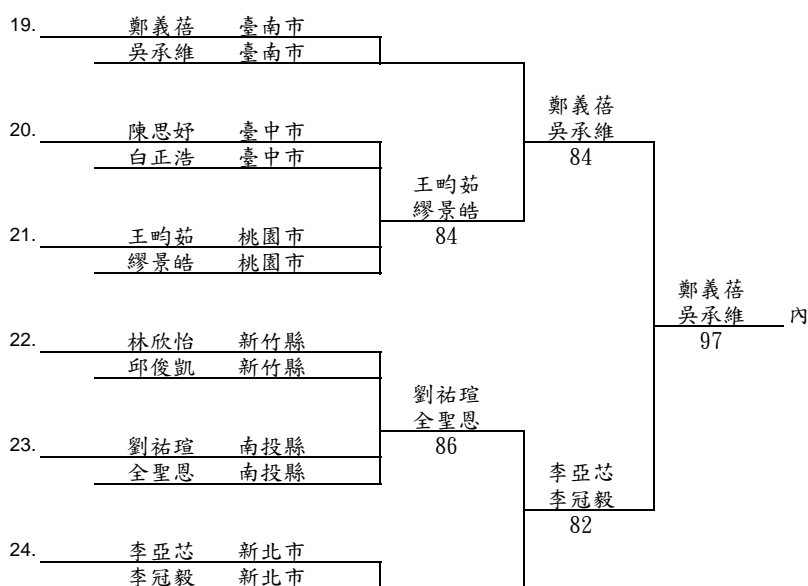 19. 鄭義蓓 臺南市
吳承維 臺南市
鄭義蓓
20. 陳思妤 臺中市
吳承維
白正浩 臺中市
84
王畇茹
繆景皓
21. 王畇茹 桃園市
84
繆景皓 桃園市
鄭義蓓
吳承維 內
22. 林欣怡 新竹縣
97
邱俊凱 新竹縣
劉祐瑄
全聖恩
23. 劉祐瑄 南投縣
86
全聖恩 南投縣
李亞芯
李冠毅
82
24. 李亞芯 新北市
李冠毅 新北市